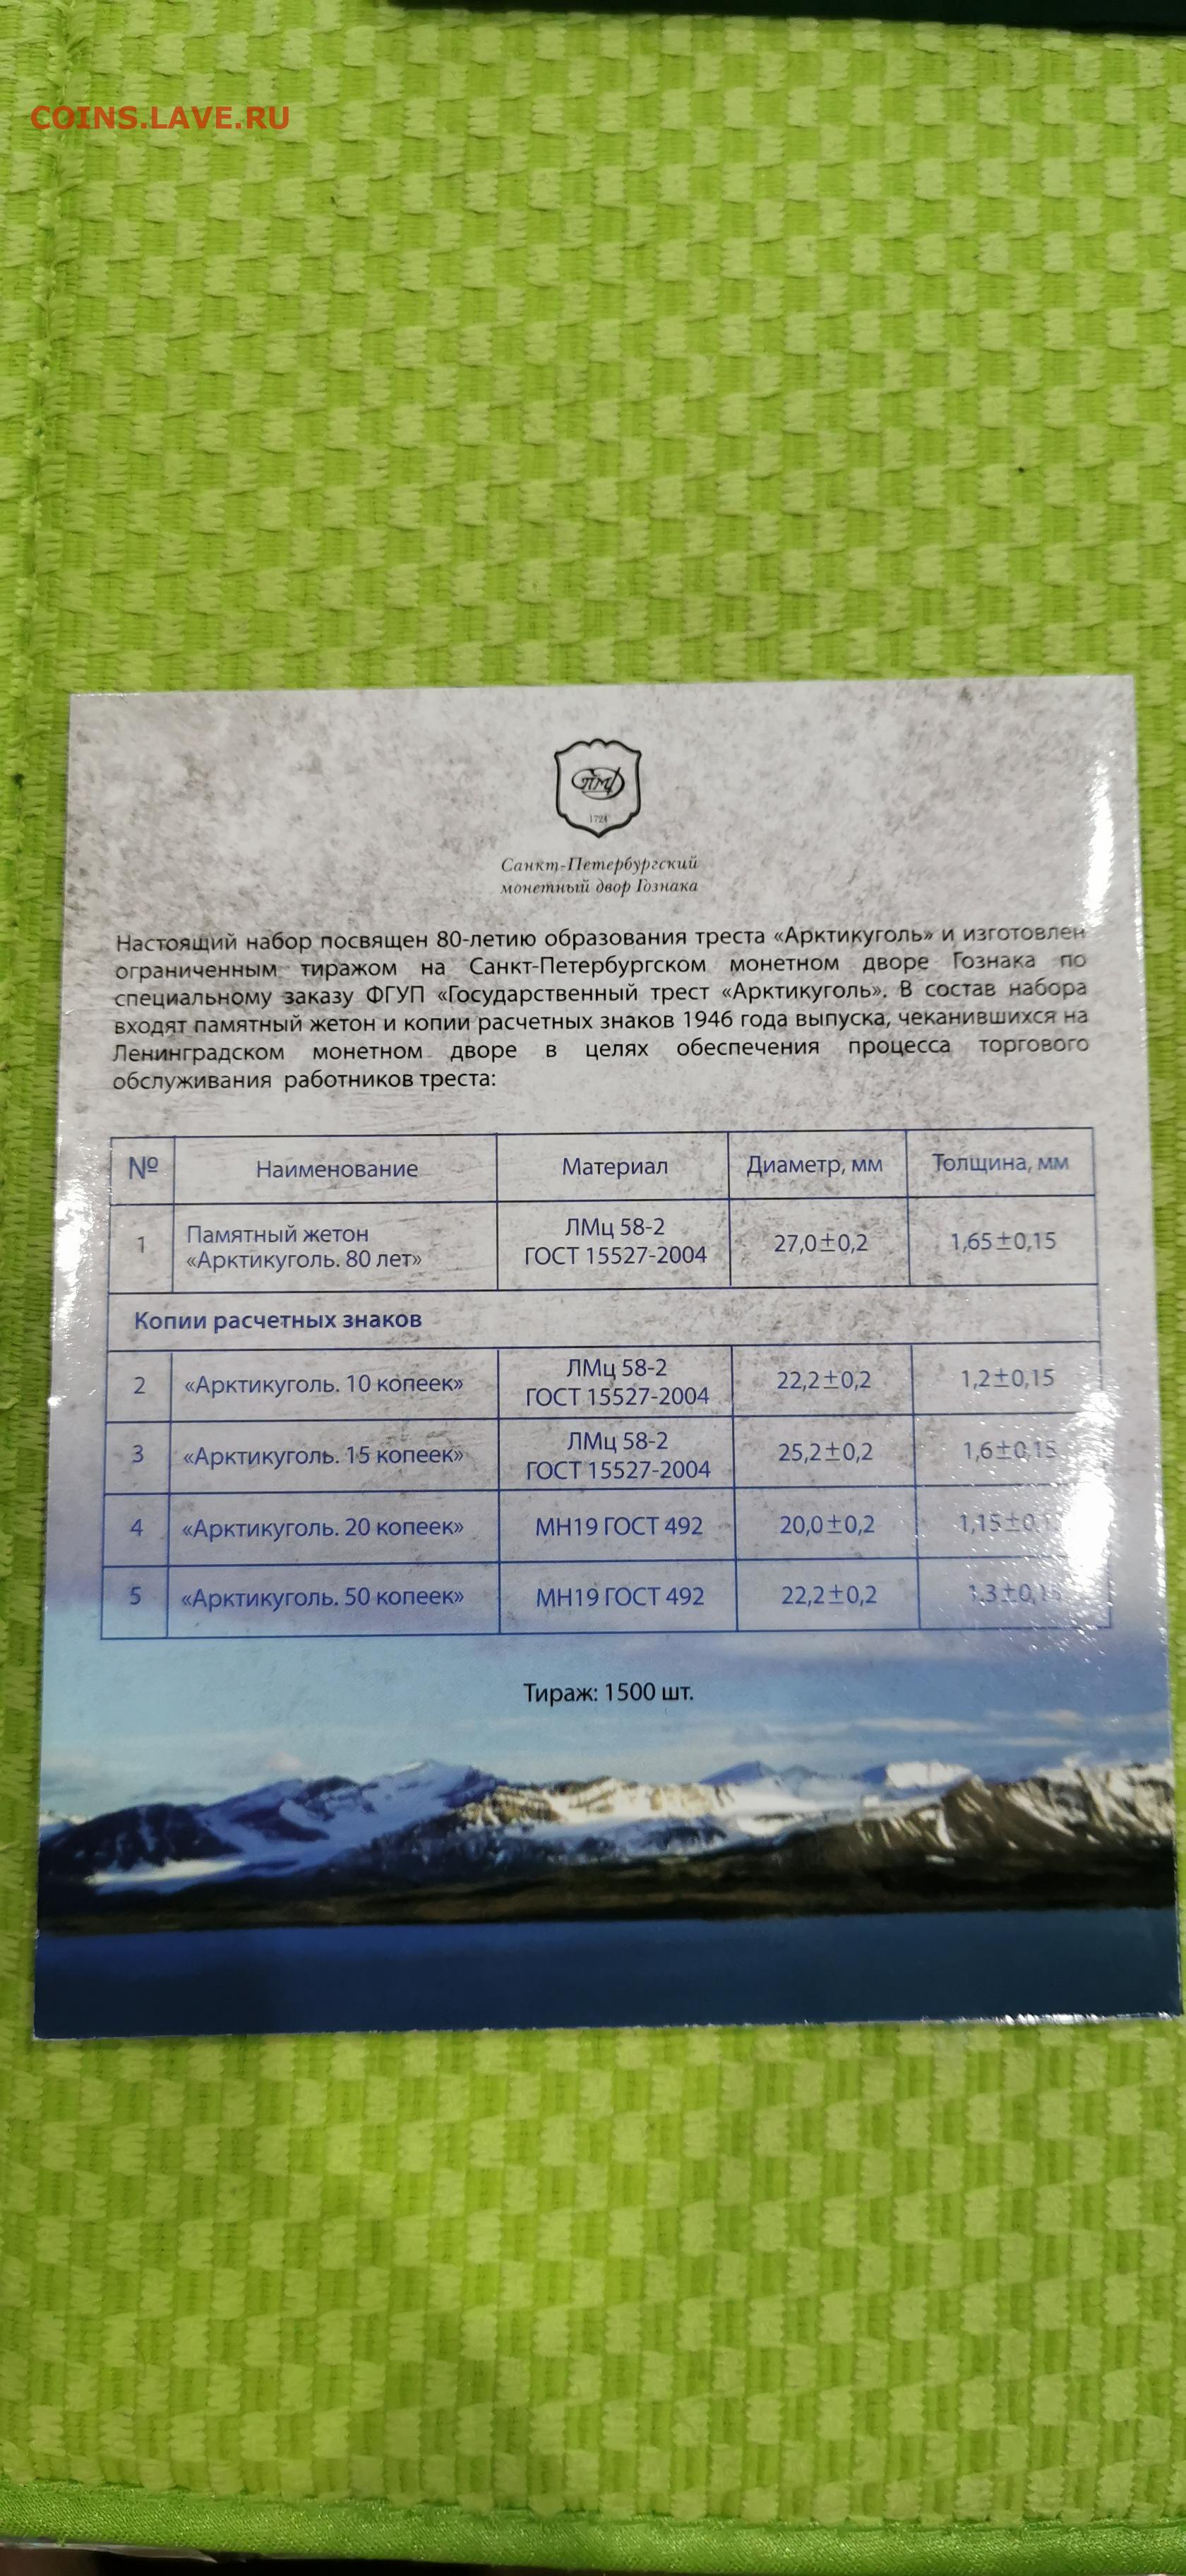 COINS.LAVE.RU
ПМД
1724
Санкт-Петербургский
монетный двор Гознака
Настоящий набор посвящен 80-летию образования треста «Арктикуголь» и изготовлен
ограниченным тиражом на Санкт-Петербургском монетном дворе Гознака по
специальному заказу ФГУП «Государственный трест «Арктикуголь». В состав набора
входят памятный жетон и копии расчетных знаков 1946 года выпуска, чеканившихся на
Ленинградском монетном дворе в целях обеспечения процесса торгового
обслуживания работников треста:
№ Наименование Материал Диаметр, мм Толщина, мм
1 Памятный жетон «Арктикуголь. 80 лет» ЛМц 58-2 ГОСТ 15527-2004 27,0±0,2 1,65±0,15
Копии расчетных знаков
2 «Арктикуголь. 10 копеек» ЛМц 58-2 ГОСТ 15527-2004 22,2±0,2 1,2±0,15
3 «Арктикуголь. 15 копеек» ЛМц 58-2 ГОСТ 15527-2004 25,2±0,2 1,6±0,15
4 «Арктикуголь. 20 копеек» МН19 ГОСТ 492 20,0±0,2
5 «Арктикуголь. 50 копеек» МН19 ГОСТ 492 22,2±0,2
Тираж: 1500 шт.